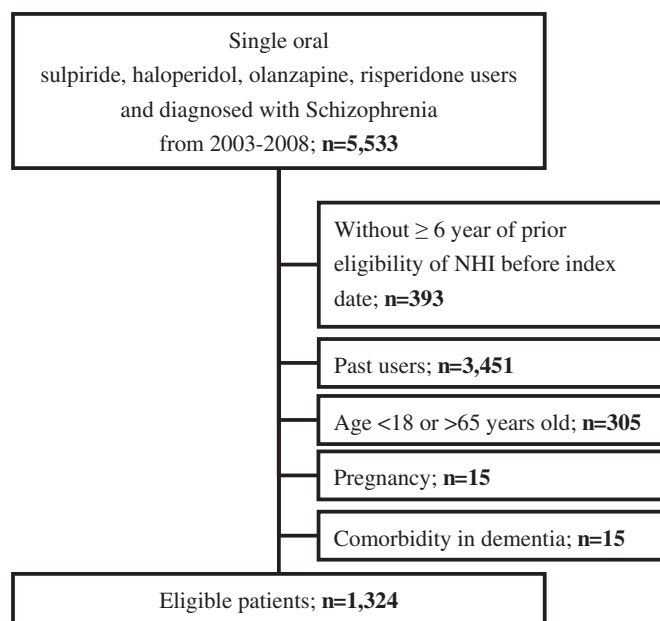 Single oral
sulpiride, haloperidol, olanzapine, risperidone users
and diagnosed with Schizophrenia
from 2003-2008; n=5,533
Without ≥ 6 year of prior
eligibility of NHI before index
date; n=393
Past users; n=3,451
Age <18 or >65 years old; n=305
Pregnancy; n=15
Comorbidity in dementia; n=15
Eligible patients; n=1,324